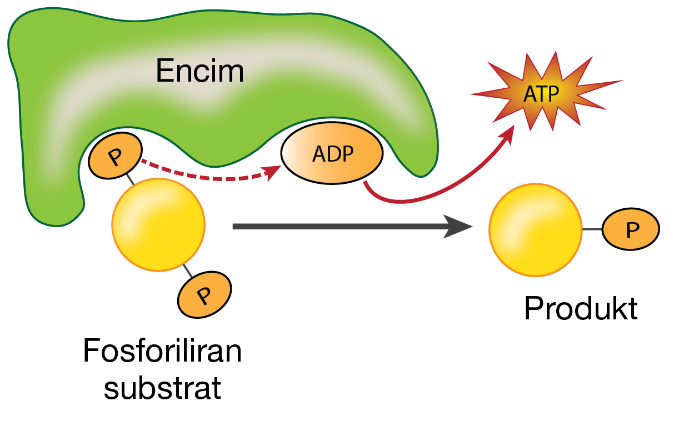 Encim
ATP
P
ADP
P
P
Produkt
Fosforiliran
substrat